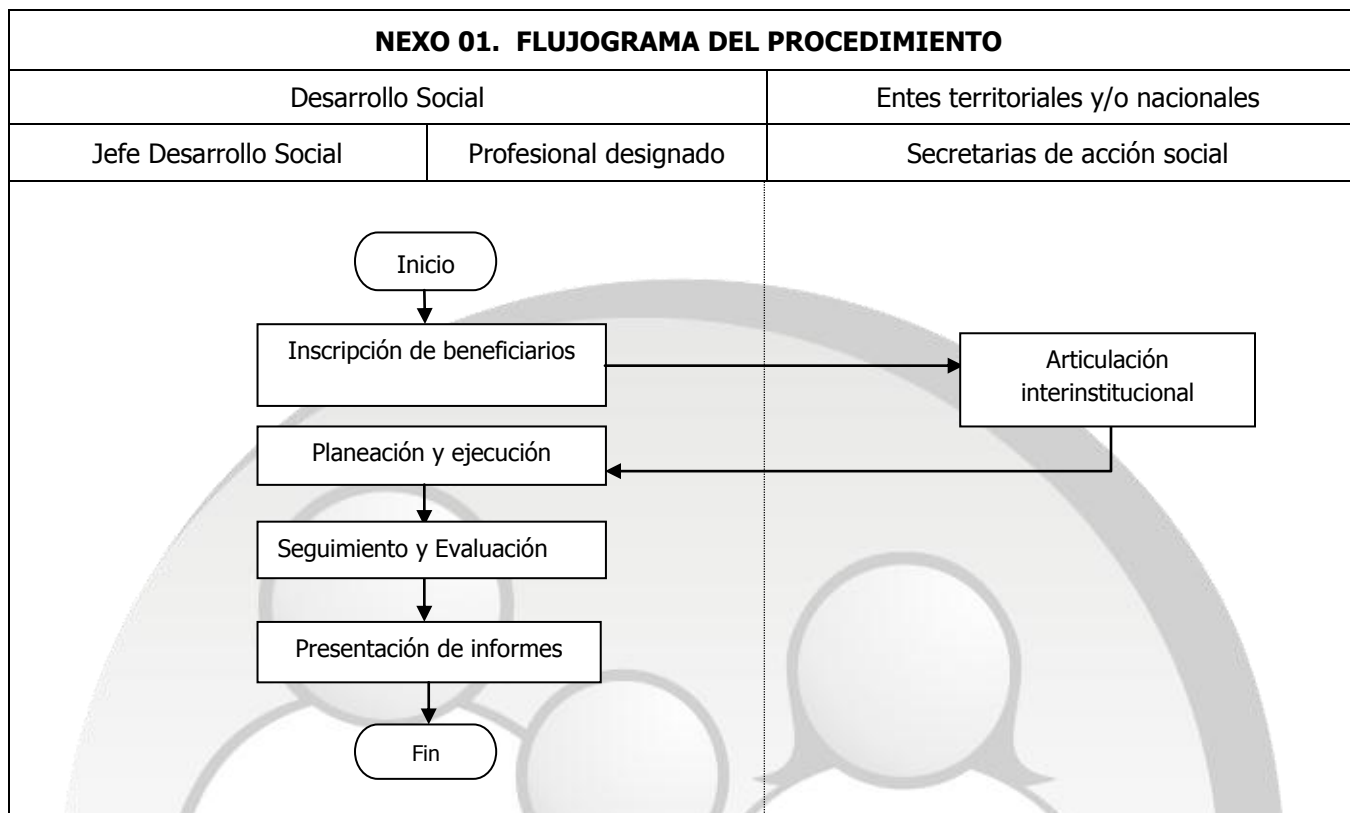 NEXO 01. FLUJOGRAMA DEL PROCEDIMIENTO
Desarrollo Social
Entes territoriales y/o nacionales
Jefe Desarrollo Social
Profesional designado
Secretarias de acción social
Inicio
Inscripción de beneficiarios
Articulación
interinstitucional
Planeación y ejecución
Seguimiento y Evaluación
Presentación de informes
Fin